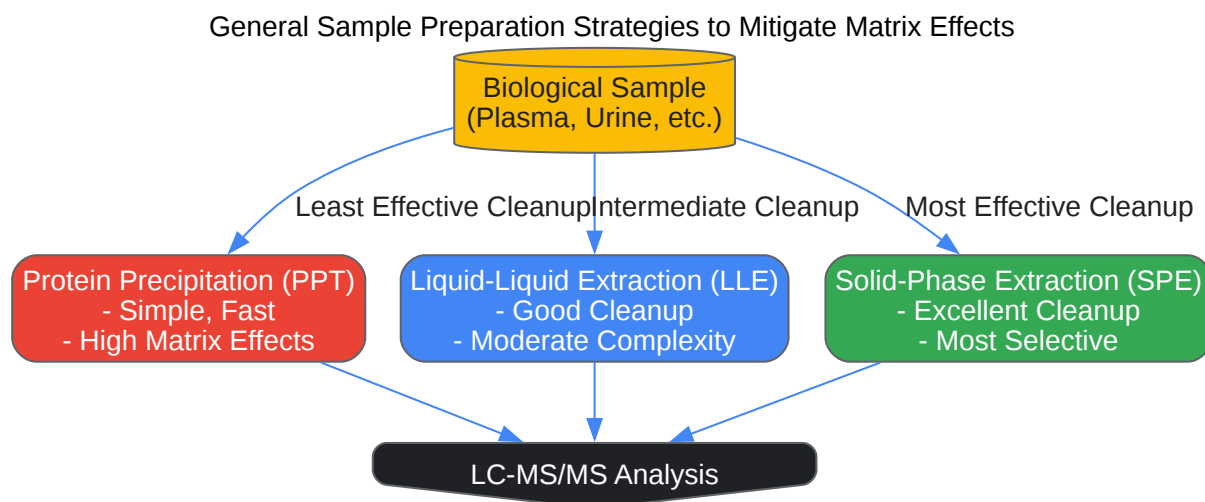 General Sample Preparation Strategies to Mitigate Matrix Effects
Biological Sample
(Plasma, Urine, etc.)
Least Effective Cleanup
Intermediate Cleanup
Most Effective Cleanup
Protein Precipitation (PPT)
- Simple, Fast
- High Matrix Effects
Liquid-Liquid Extraction (LLE)
- Good Cleanup
- Moderate Complexity
Solid-Phase Extraction (SPE)
- Excellent Cleanup
- Most Selective
LC-MS/MS Analysis